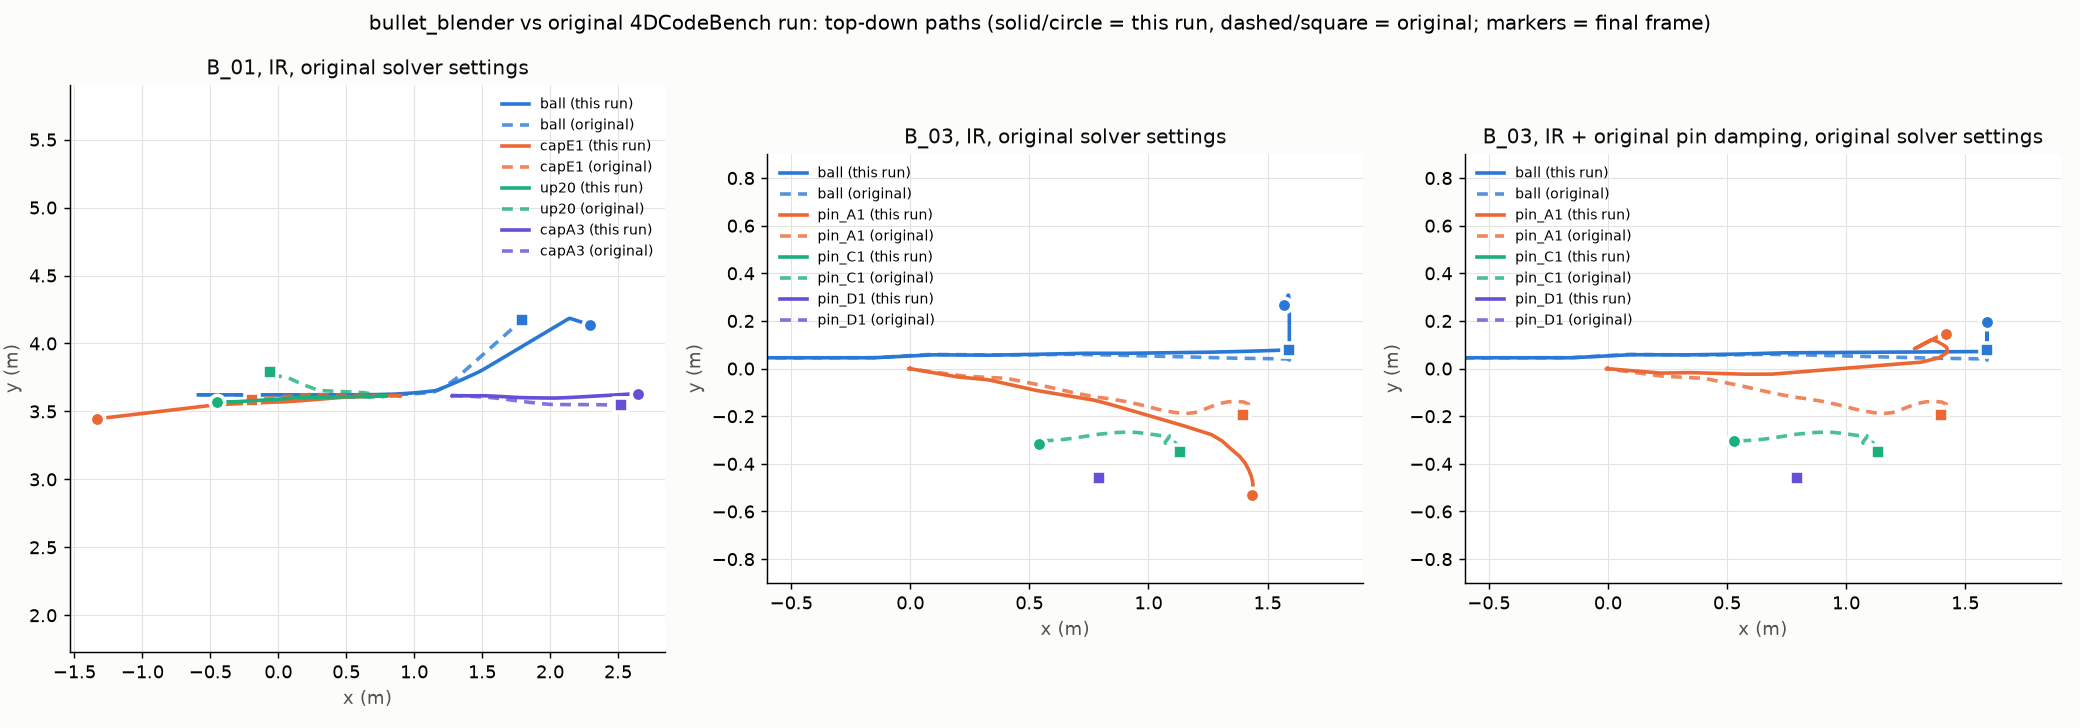 bullet_blender vs original 4DCodeBench run: top-down paths (solid/circle = this run, dashed/square = original; markers = final frame)
B_01, IR, original solver settings
ball (this run)
ball (original)
capE1 (this run)
capE1 (original)
up20 (this run)
up20 (original)
capA3 (this run)
capA3 (original)
5.5
5.0
4.5
4.0
3.5
3.0
2.5
2.0
y (m)
−1.5 −1.0 −0.5 0.0 0.5 1.0 1.5 2.0 2.5
x (m)
B_03, IR, original solver settings
ball (this run)
ball (original)
pin_A1 (this run)
pin_A1 (original)
pin_C1 (this run)
pin_C1 (original)
pin_D1 (this run)
pin_D1 (original)
0.8
0.6
0.4
0.2
0.0
−0.2
−0.4
−0.6
−0.8
y (m)
−0.5 0.0 0.5 1.0 1.5
x (m)
B_03, IR + original pin damping, original solver settings
ball (this run)
ball (original)
pin_A1 (this run)
pin_A1 (original)
pin_C1 (this run)
pin_C1 (original)
pin_D1 (this run)
pin_D1 (original)
0.8
0.6
0.4
0.2
0.0
−0.2
−0.4
−0.6
−0.8
y (m)
−0.5 0.0 0.5 1.0 1.5
x (m)